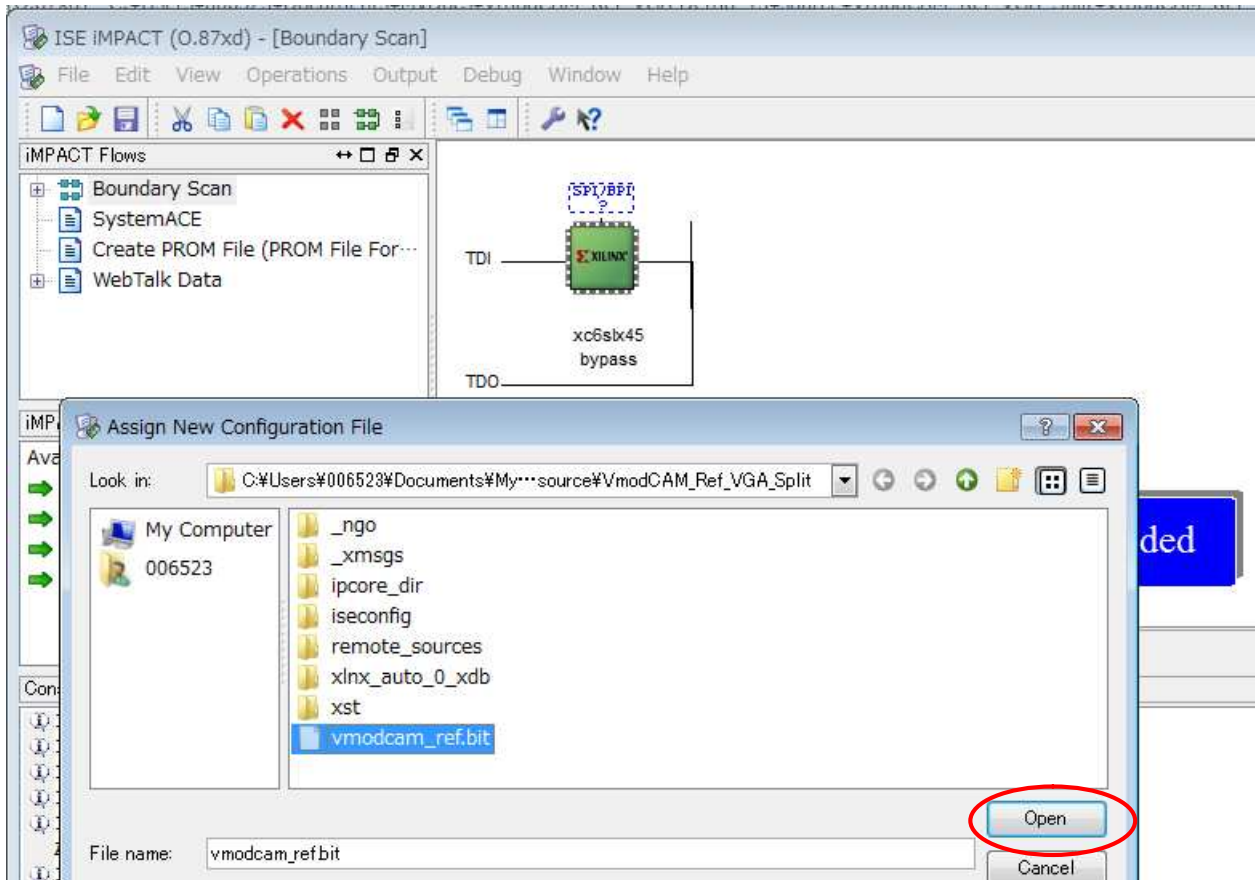 ISE iMPACT (O.87xd) - [Boundary Scan]
File Edit View Operations Output Debug Window Help
iMPACT Flows
Boundary Scan
SystemACE
Create PROM File (PROM File For···
WebTalk Data
SPI/BPI
?
TDI
XILINX
xc6slx45
bypass
TDO
iMP
Assign New Configuration File
Ava
Look in:
C:¥Users¥006523¥Documents¥My···source¥VmodCAM_Ref_VGA_Split
My Computer
006523
_ngo
_xmsgs
ipcore_dir
iseconfig
remote_sources
xlnx_auto_0_xdb
xst
vmodcam_ref.bit
ded
Con
Open
File name:
vmodcam_ref.bit
Cancel